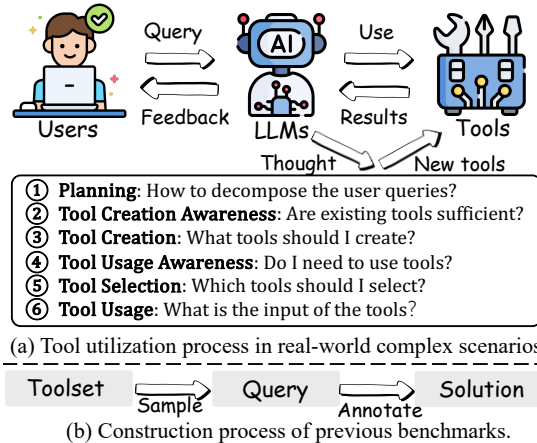 Query
Use
AI
Feedback
Results
Users
LLMs
Tools
Thought
New tools
① Planning: How to decompose the user queries?
② Tool Creation Awareness: Are existing tools sufficient?
③ Tool Creation: What tools should I create?
④ Tool Usage Awareness: Do I need to use tools?
⑤ Tool Selection: Which tools should I select?
⑥ Tool Usage: What is the input of the tools?
(a) Tool utilization process in real-world complex scenarios
Toolset
Sample
Query
Annotate
Solution
(b) Construction process of previous benchmarks.